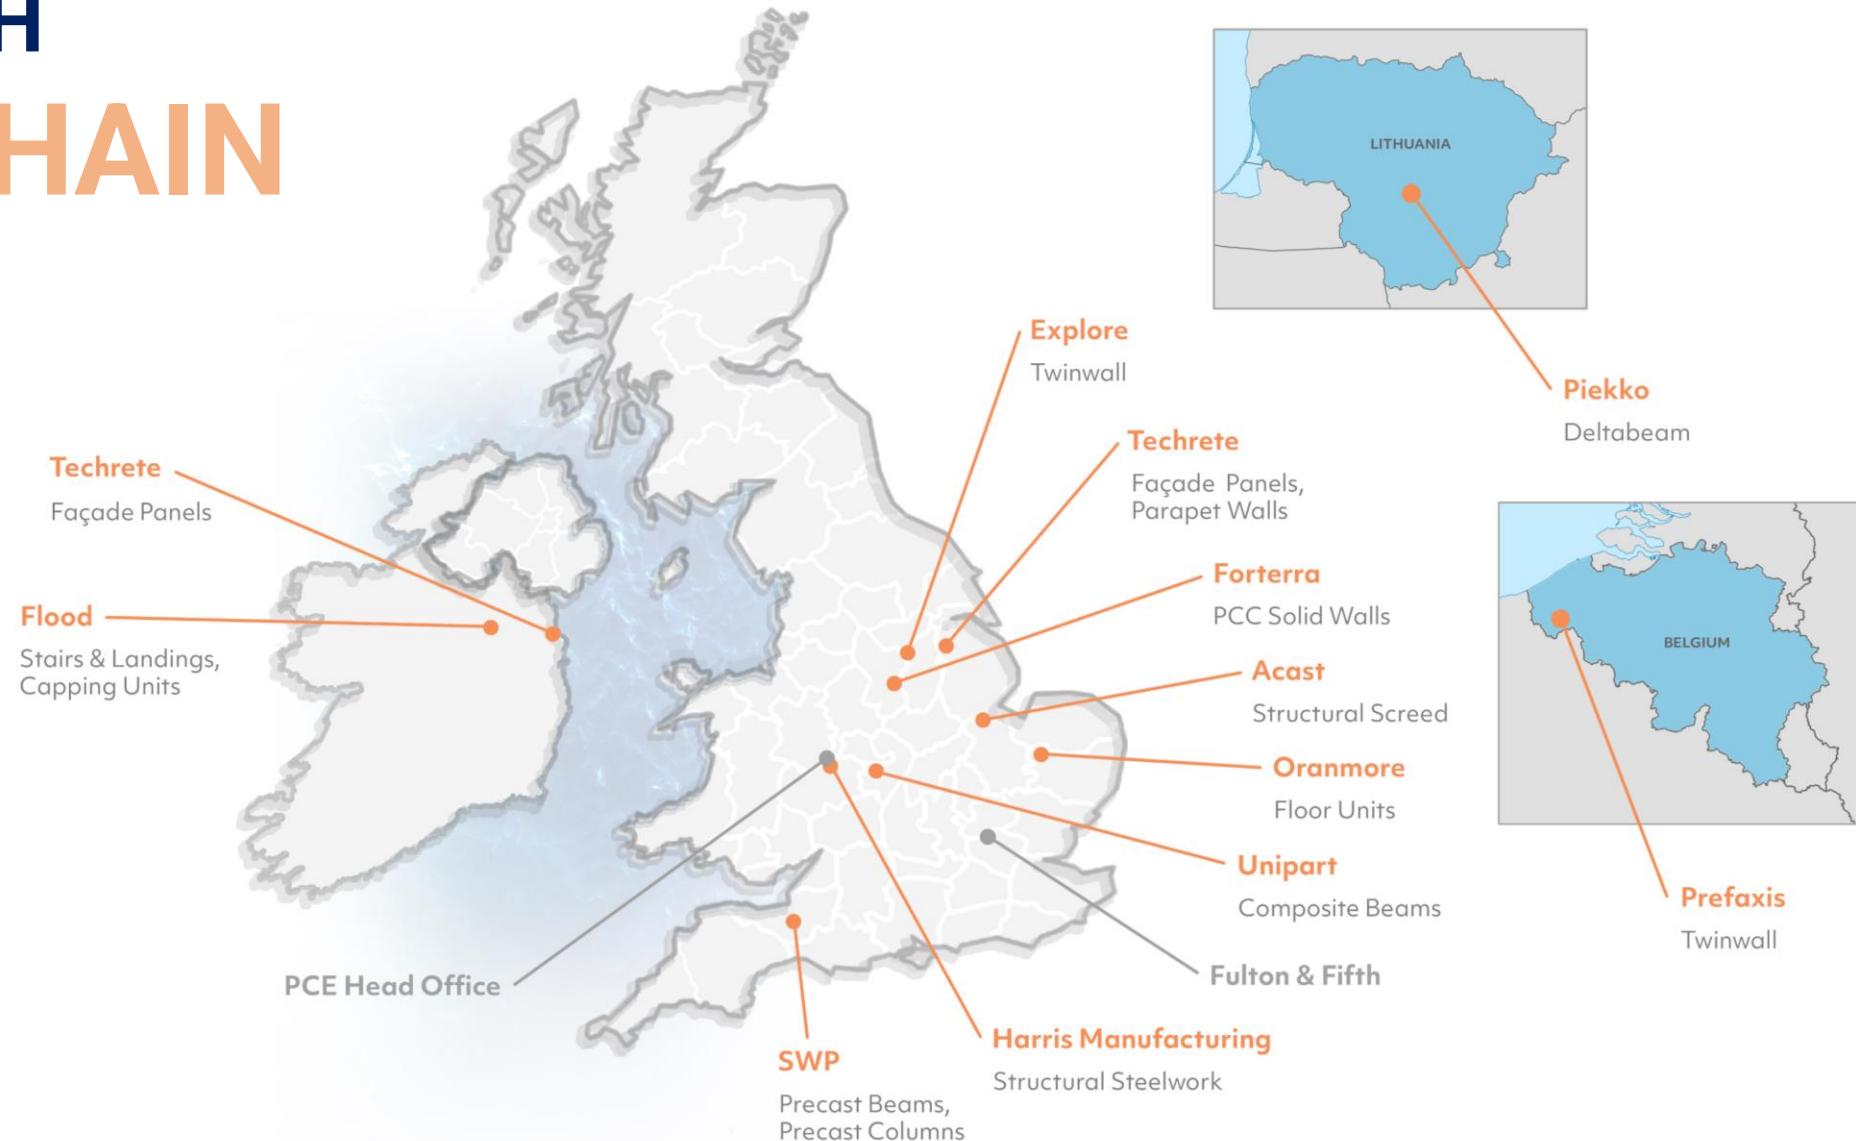 H
HAIN
LITHUANIA
Explore
Twinwall
Piekko
Deltabeam
Techrete
Façade Panels,
Parapet Walls
Techrete
Façade Panels
Forterra
PCC Solid Walls
Flood
Stairs & Landings,
Capping Units
BELGIUM
Acast
Structural Screed
Oranmore
Floor Units
Unipart
Composite Beams
Prefaxis
Twinwall
PCE Head Office
Fulton & Fifth
Harris Manufacturing
Structural Steelwork
SWP
Precast Beams,
Precast Columns